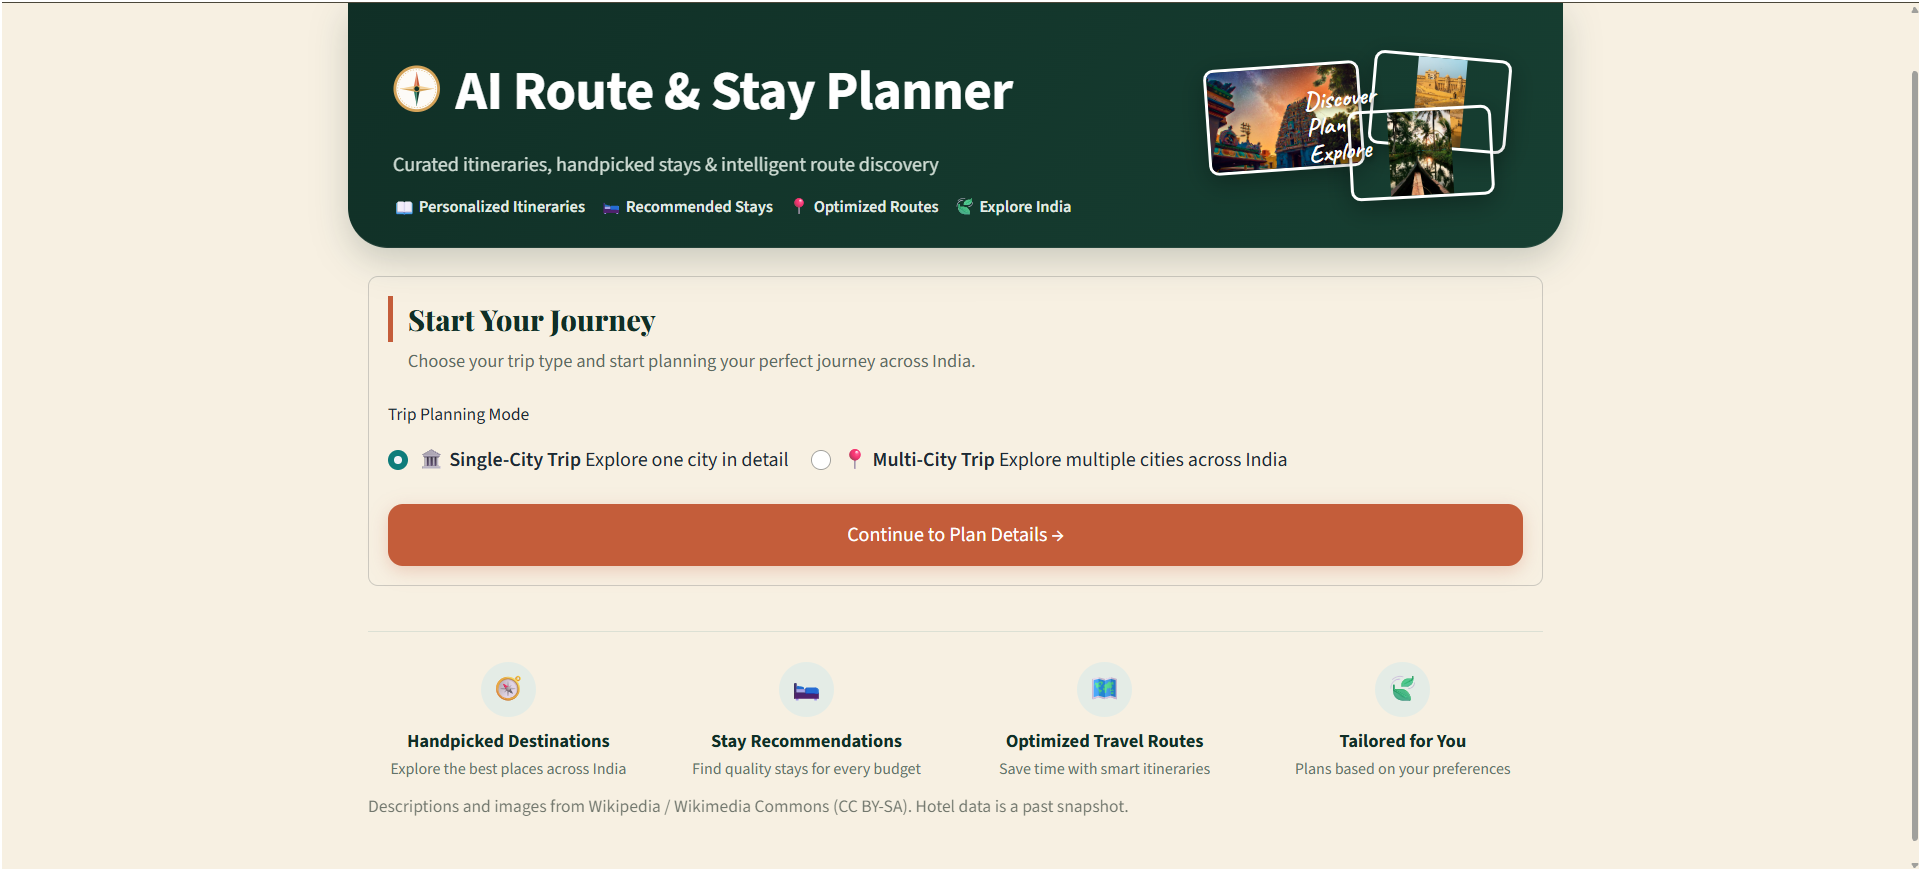 AI Route & Stay Planner
Curated itineraries, handpicked stays & intelligent route discovery
Personalized Itineraries Recommended Stays Optimized Routes Explore India
Discover
Plan
Explore
Start Your Journey
Choose your trip type and start planning your perfect journey across India.
Trip Planning Mode
Single-City Trip Explore one city in detail Multi-City Trip Explore multiple cities across India
Continue to Plan Details →
Handpicked Destinations
Explore the best places across India
Stay Recommendations
Find quality stays for every budget
Optimized Travel Routes
Save time with smart itineraries
Tailored for You
Plans based on your preferences
Descriptions and images from Wikipedia / Wikimedia Commons (CC BY-SA). Hotel data is a past snapshot.